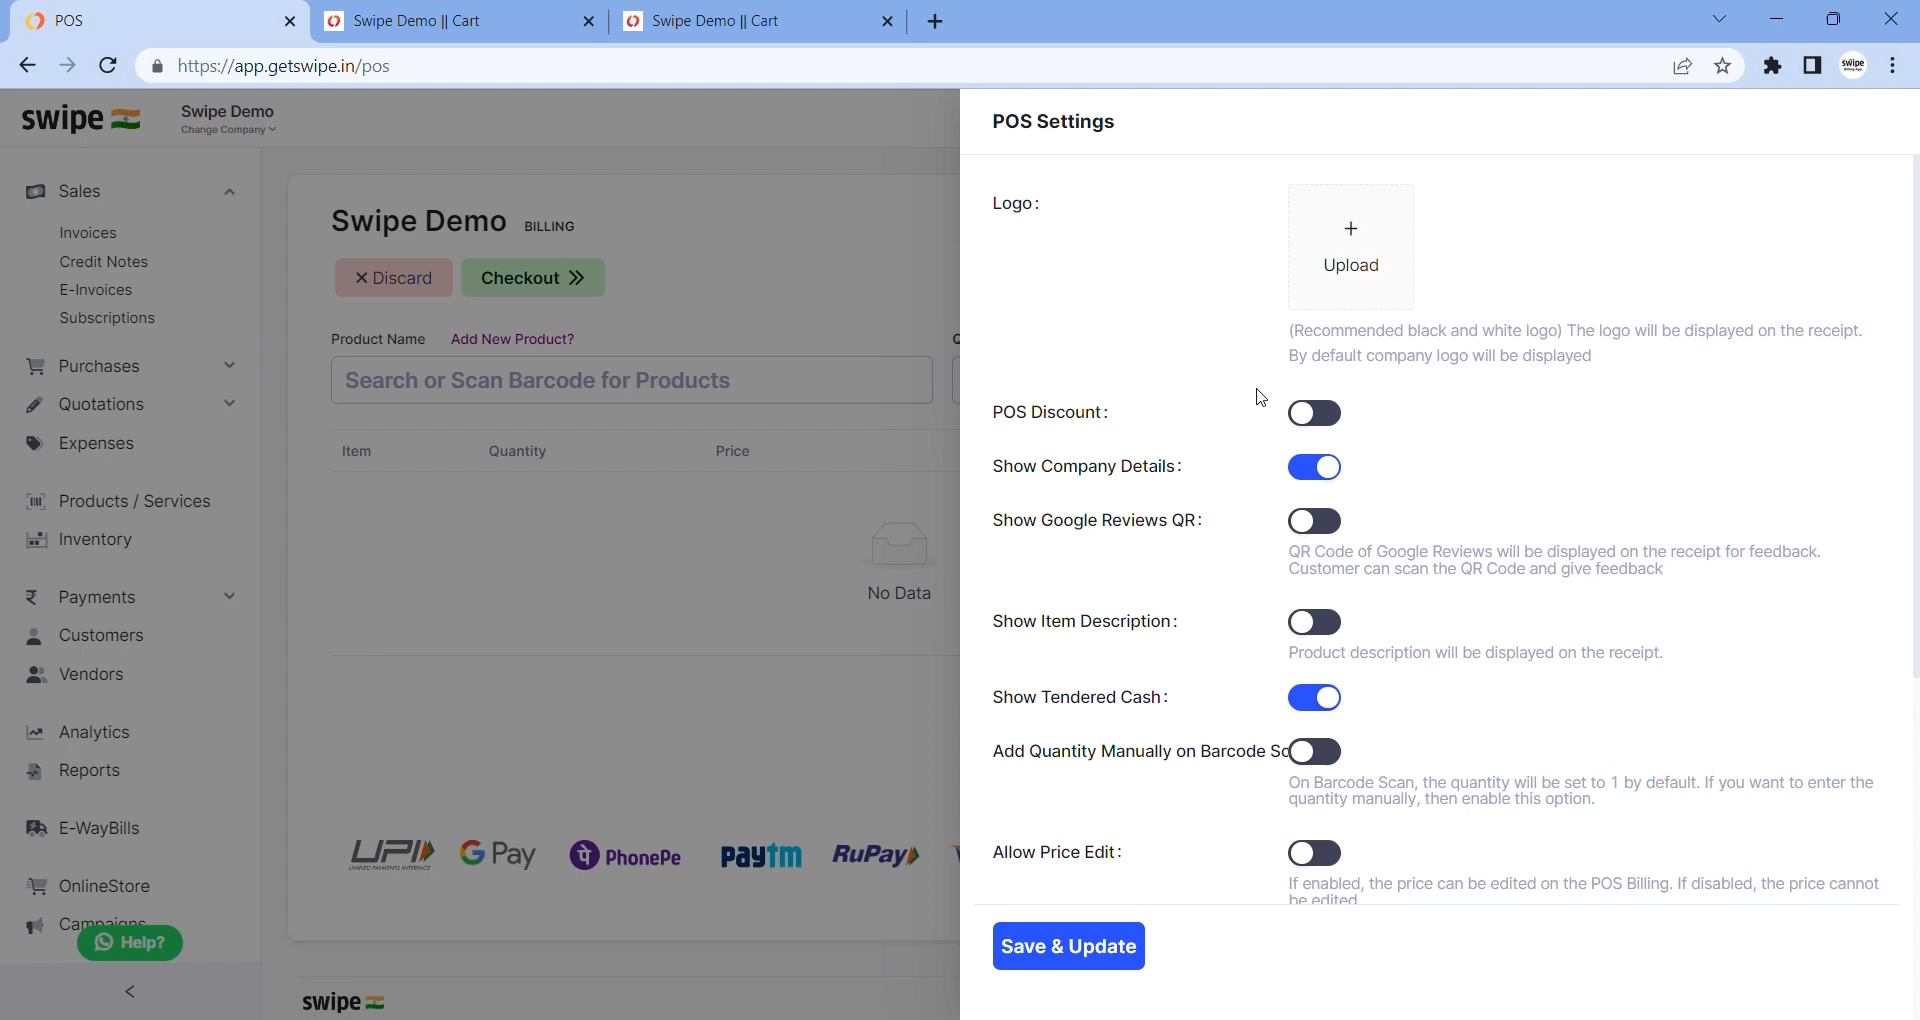 POS
Swipe Demo || Cart
Swipe Demo || Cart
https://app.getswipe.in/pos
swipe Billing App
swipe
Swipe Demo
Change Company
Sales
Invoices
Credit Notes
E-Invoices
Subscriptions
Purchases
Quotations
Expenses
Products / Services
Inventory
Payments
Customers
Vendors
Analytics
Reports
E-WayBills
OnlineStore
Campaigns
Help?
Swipe Demo BILLING
Discard
Checkout
Product Name Add New Product?
Search or Scan Barcode for Products
Item Quantity Price
No Data
UPI
UNIFIED PAYMENTS INTERFACE
G Pay
PhonePe
paytm
RuPay
swipe
POS Settings
Logo :
+
Upload
(Recommended black and white logo) The logo will be displayed on the receipt.
By default company logo will be displayed
POS Discount :
Show Company Details :
Show Google Reviews QR :
QR Code of Google Reviews will be displayed on the receipt for feedback.
Customer can scan the QR Code and give feedback
Show Item Description :
Product description will be displayed on the receipt.
Show Tendered Cash :
Add Quantity Manually on Barcode Sc
On Barcode Scan, the quantity will be set to 1 by default. If you want to enter the
quantity manually, then enable this option.
Allow Price Edit :
If enabled, the price can be edited on the POS Billing. If disabled, the price cannot
be edited
Save & Update